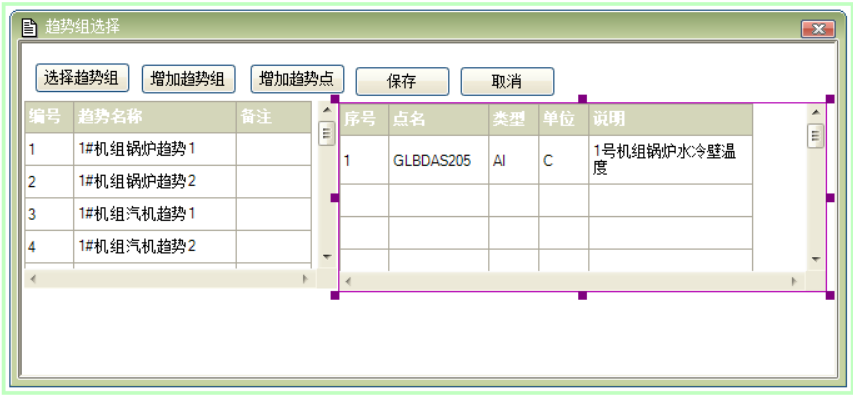 趋势组选择
选择趋势组 增加趋势组 增加趋势点 保存 取消
编号 趋势名称 备注
1 1#机组锅炉趋势1
2 1#机组锅炉趋势2
3 1#机组汽机趋势1
4 1#机组汽机趋势2
序号 点名 类型 单位 说明
1 GLBDAS205 AI C 1号机组锅炉水冷壁温
度